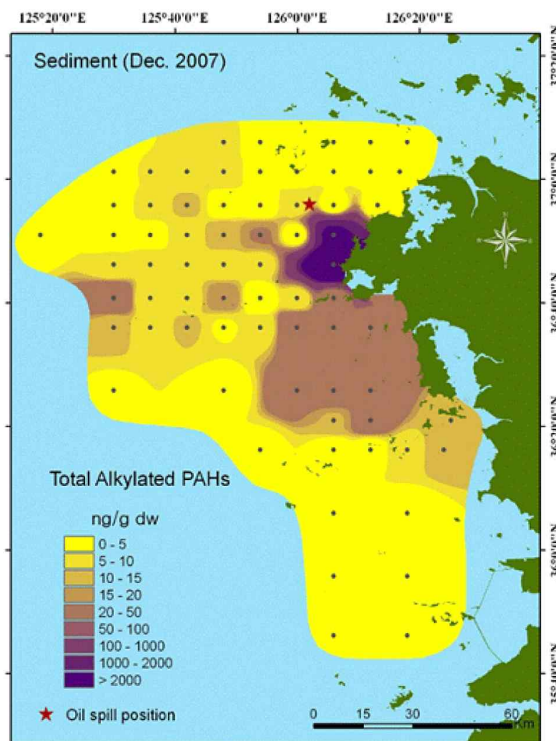 125°20'0"E
125°40'0"E
126°0'0"E
126°20'0"E
Sediment (Dec. 2007)
Total Alkylated PAHs
ng/g dw
0 - 5
5 - 10
10 - 15
15 - 20
20 - 50
50 - 100
100 - 1000
1000 - 2000
> 2000
Oil spill position
0 15 30 60
Km